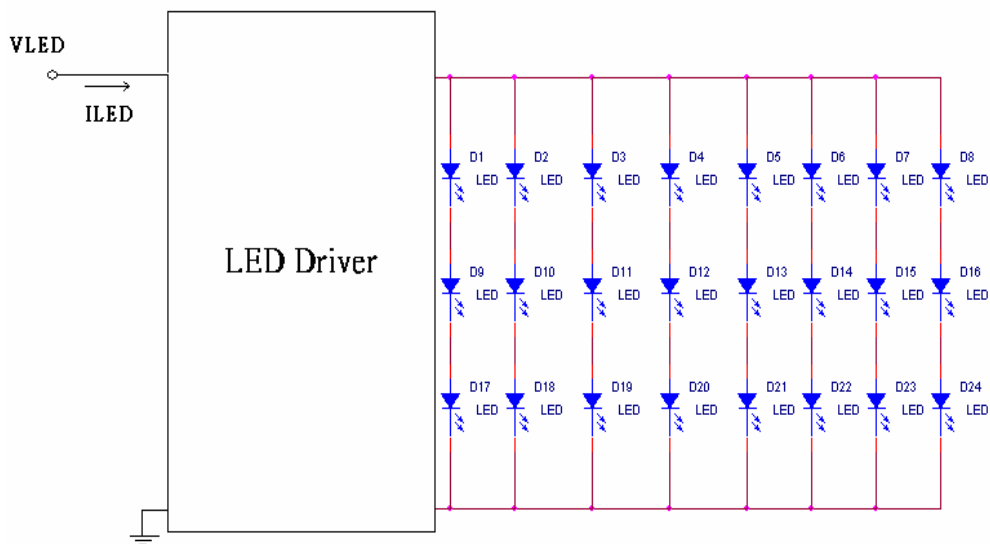 VLED
ILED
LED Driver
D1 D2 D3 D4 D5 D6 D7 D8
LED LED LED LED LED LED LED LED
D9 D10 D11 D12 D13 D14 D15 D16
LED LED LED LED LED LED LED LED
D17 D18 D19 D20 D21 D22 D23 D24
LED LED LED LED LED LED LED LED